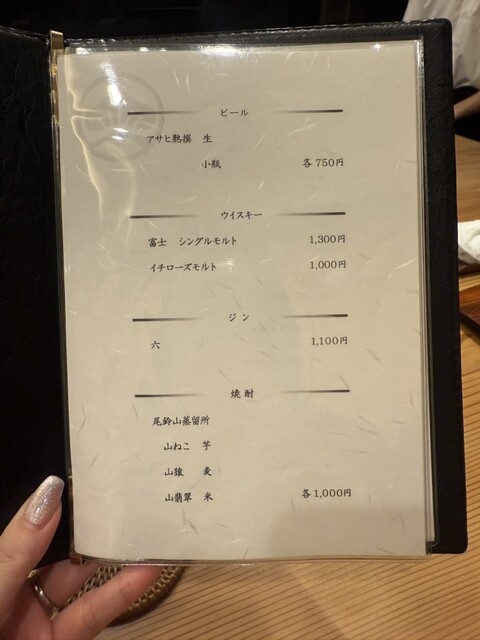 ビール
アサヒ熟撰 生
小瓶 各750円
ウイスキー
富士 シングルモルト 1,300円
イチローズモルト 1,000円
ジン
六 1,100円
焼酎
尾鈴山蒸留所
山ねこ 芋
山猿 麦
山翡翠 米 各1,000円